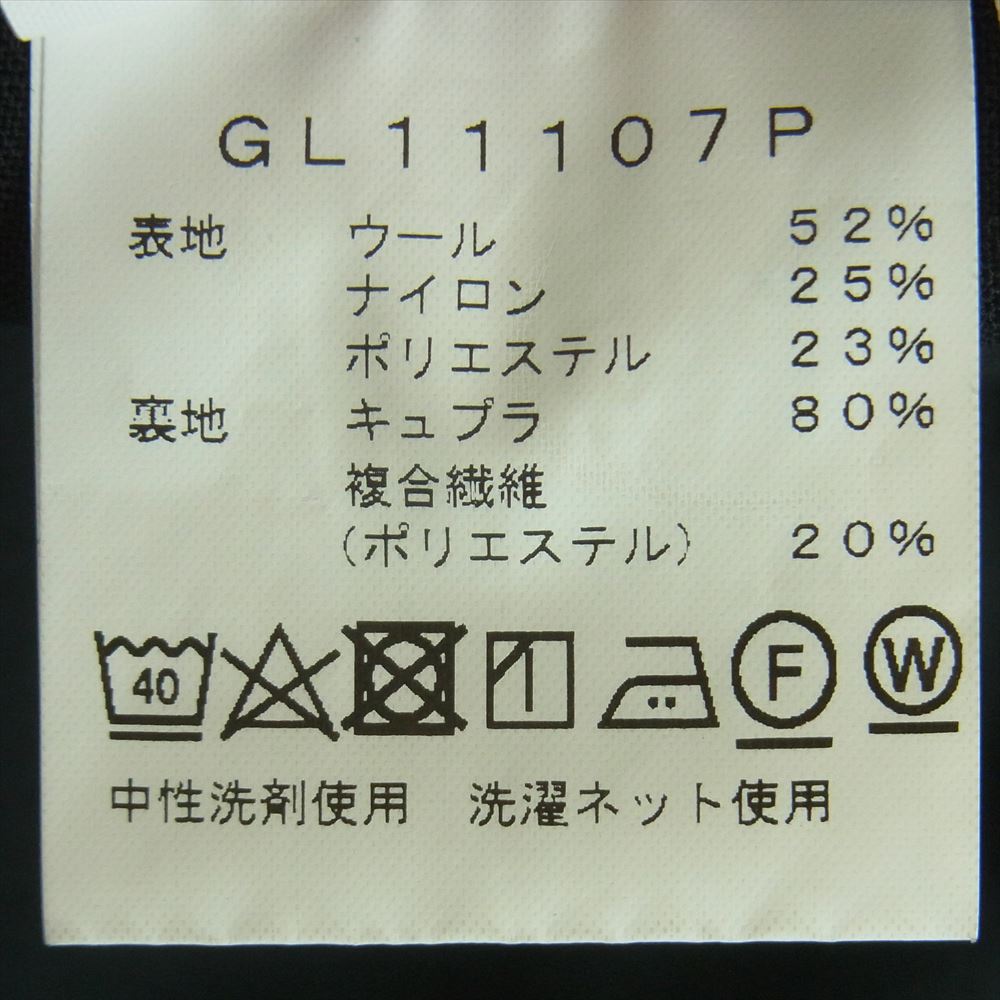 GL11107P
表地 ウール 52%
ナイロン 25%
ポリエステル 23%
裏地 キュプラ 80%
複合繊維
(ポリエステル) 20%
40 F W
中性洗剤使用 洗濯ネット使用